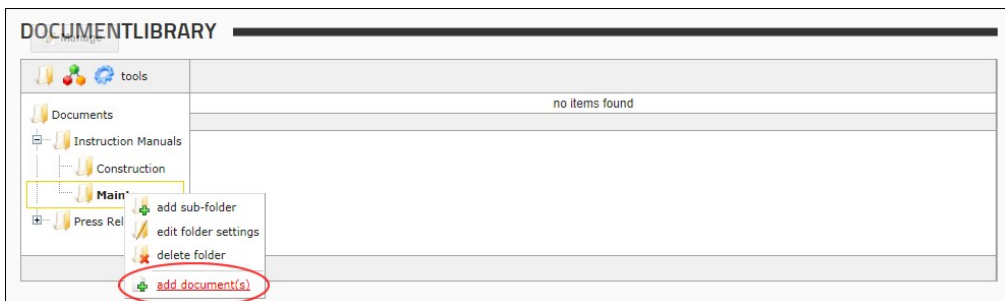 DOCUMENTLIBRARY
Manage
tools
no items found
Documents
Instruction Manuals
Construction
add sub-folder
edit folder settings
delete folder
add document(s)